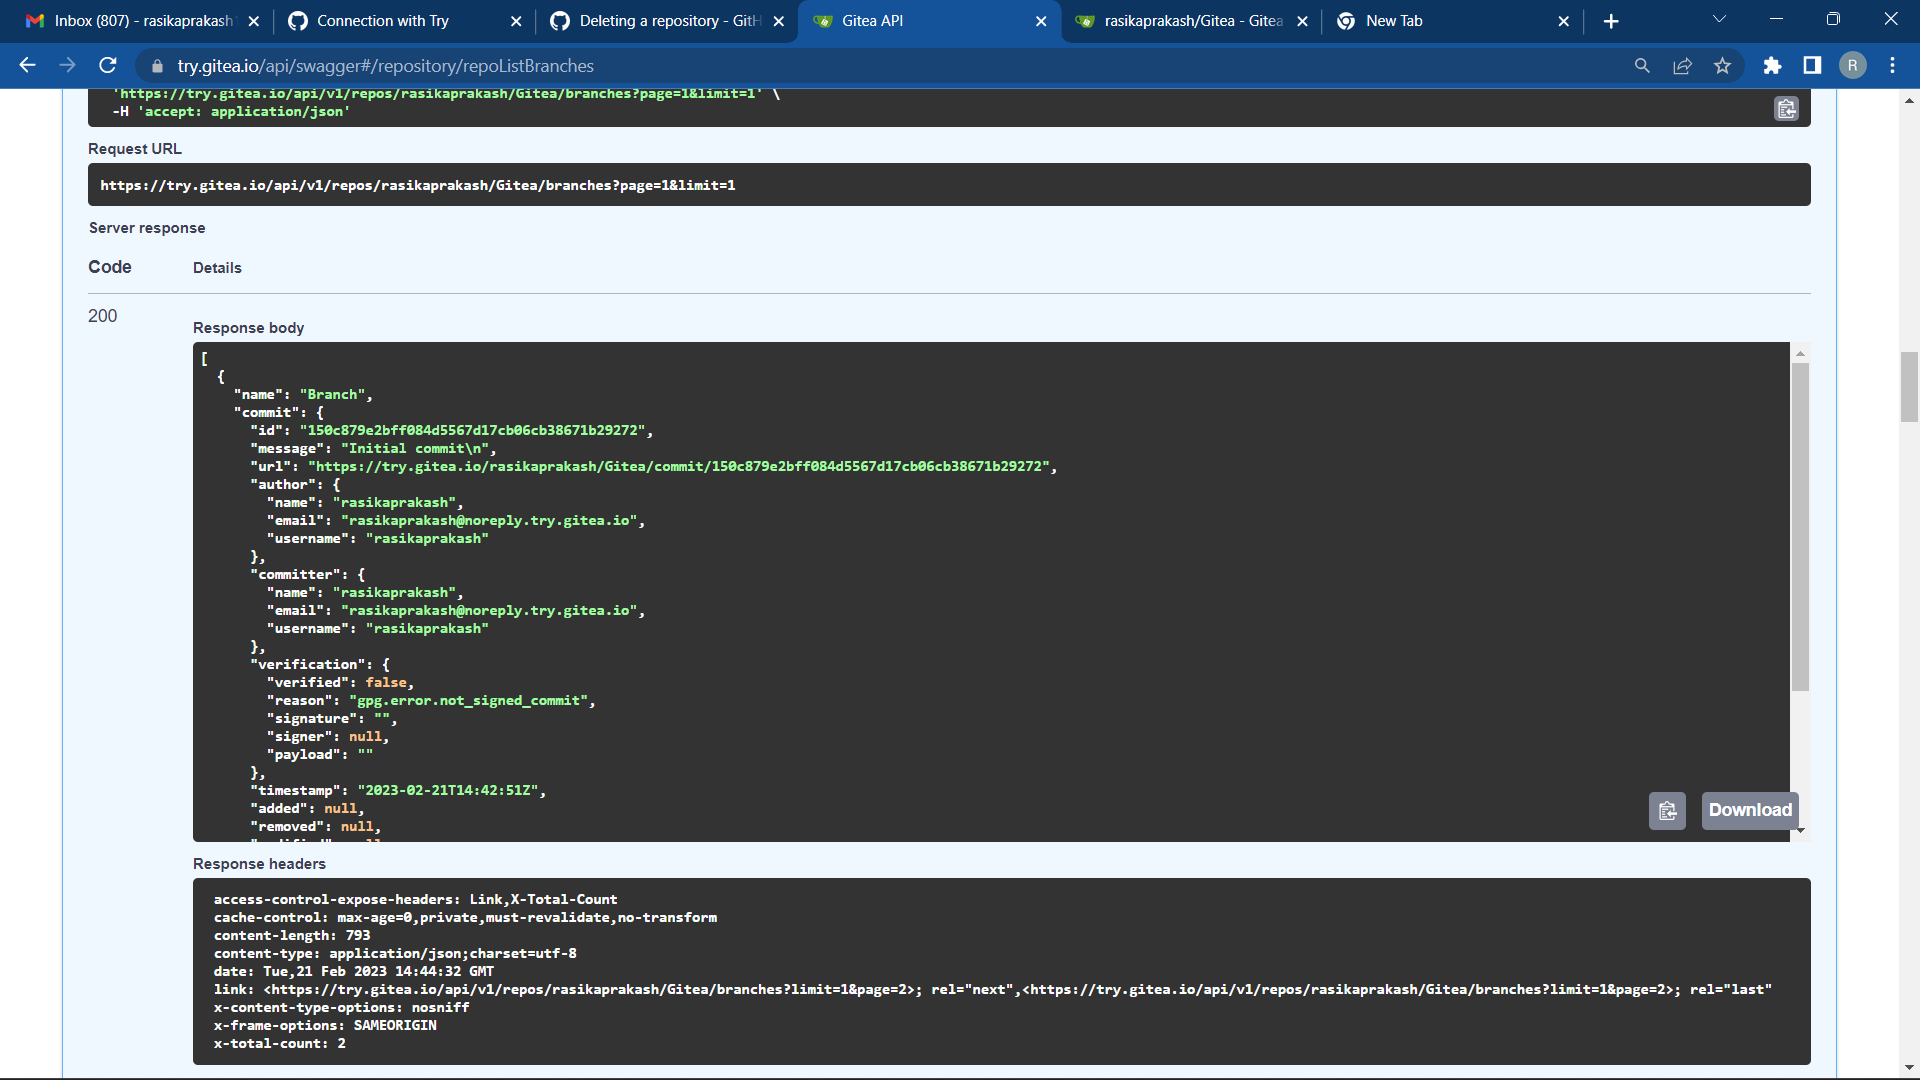 Inbox (807) - rasikaprakash
Connection with Try
Deleting a repository - GitH
Gitea API
rasikaprakash/Gitea - Gitea
New Tab
try.gitea.io/api/swagger#/repository/repoListBranches
R
'https://try.gitea.io/api/v1/repos/rasikaprakash/Gitea/branches?page=1&limit=1' \
-H 'accept: application/json'
Request URL
https://try.gitea.io/api/v1/repos/rasikaprakash/Gitea/branches?page=1&limit=1
Server response
Code Details
200
Response body
[
{
"name": "Branch",
"commit": {
"id": "150c879e2bff084d5567d17cb06cb38671b29272",
"message": "Initial commit\n",
"url": "https://try.gitea.io/rasikaprakash/Gitea/commit/150c879e2bff084d5567d17cb06cb38671b29272",
"author": {
"name": "rasikaprakash",
"email": "rasikaprakash@noreply.try.gitea.io",
"username": "rasikaprakash"
},
"committer": {
"name": "rasikaprakash",
"email": "rasikaprakash@noreply.try.gitea.io",
"username": "rasikaprakash"
},
"verification": {
"verified": false,
"reason": "gpg.error.not_signed_commit",
"signature": "",
"signer": null,
"payload": ""
},
"timestamp": "2023-02-21T14:42:51Z",
"added": null,
"removed": null,
Download
Response headers
access-control-expose-headers: Link,X-Total-Count
cache-control: max-age=0,private,must-revalidate,no-transform
content-length: 793
content-type: application/json;charset=utf-8
date: Tue,21 Feb 2023 14:44:32 GMT
link: <https://try.gitea.io/api/v1/repos/rasikaprakash/Gitea/branches?limit=1&page=2>; rel="next",<https://try.gitea.io/api/v1/repos/rasikaprakash/Gitea/branches?limit=1&page=2>; rel="last"
x-content-type-options: nosniff
x-frame-options: SAMEORIGIN
x-total-count: 2